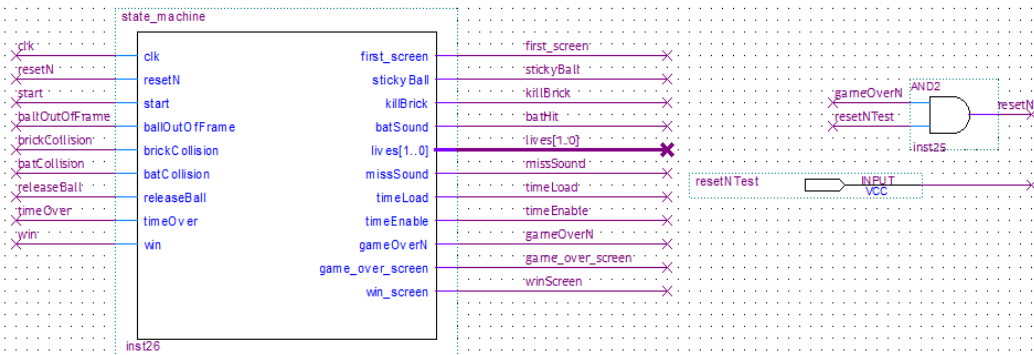 state_machine
clk clk first_screen first_screen
resetN resetN stickyBall stickyBall
start start killBrick killBrick
ballOutOfFrame ballOutOfFrame batSound batHit
brickCollision brickCollision lives[1..0] lives[1..0]
batCollision batCollision missSound missSound
releaseBall releaseBall timeLoad timeLoad
timeOver timeOver timeEnable timeEnable
win win gameOverN gameOverN
game_over_screen game_over_screen
win_screen winScreen
inst26
AND2
gameOverN resetN
resetNTest
inst25
resetNTest INPUT
VCC